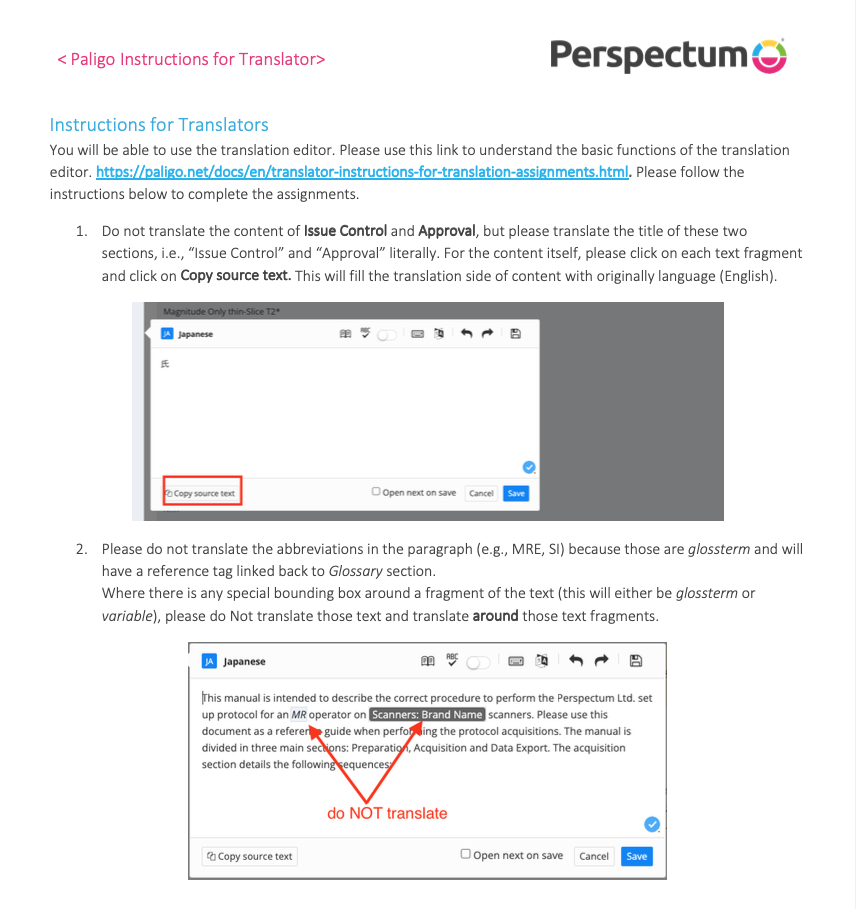 < Paligo Instructions for Translator>
Perspectum
Instructions for Translators
You will be able to use the translation editor. Please use this link to understand the basic functions of the translation
editor. https://paligo.net/docs/en/translator-instructions-for-translation-assignments.html. Please follow the
instructions below to complete the assignments.
1. Do not translate the content of Issue Control and Approval, but please translate the title of these two
sections, i.e., “Issue Control” and “Approval” literally. For the content itself, please click on each text fragment
and click on Copy source text. This will fill the translation side of content with originally language (English).
Magnitude Only thin-Slice T2*
JA Japanese
ABC
氏
Copy source text
Open next on save
Cancel
Save
2. Please do not translate the abbreviations in the paragraph (e.g., MRE, SI) because those are glossterm and will
have a reference tag linked back to Glossary section.
Where there is any special bounding box around a fragment of the text (this will either be glossterm or
variable), please do Not translate those text and translate around those text fragments.
JA Japanese
ABC
This manual is intended to describe the correct procedure to perform the Perspectum Ltd. set
up protocol for an MR operator on Scanners: Brand Name scanners. Please use this
document as a reference guide when performing the protocol acquisitions. The manual is
divided in three main sections: Preparation, Acquisition and Data Export. The acquisition
section details the following sequences:
do NOT translate
Copy source text
Open next on save
Cancel
Save